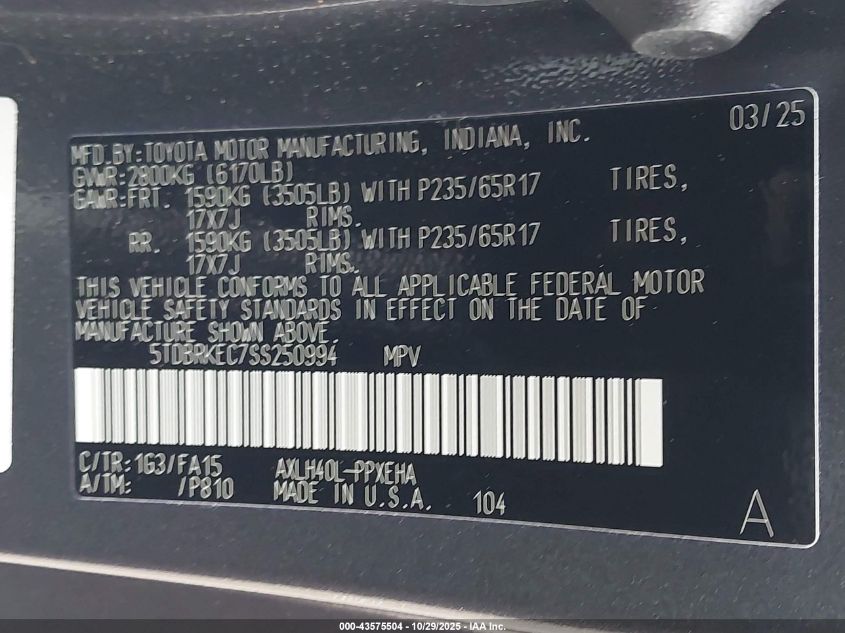 03/25
MFD.BY:TOYOTA MOTOR MANUFACTURING, INDIANA, INC.
GVWR:2800KG (6170LB)
GAWR:FRT. 1590KG (3505LB) WITH P235/65R17 TIRES,
17X7J RIMS.
RR. 1590KG (3505LB) WITH P235/65R17 TIRES,
17X7J RIMS.
THIS VEHICLE CONFORMS TO ALL APPLICABLE FEDERAL MOTOR
VEHICLE SAFETY STANDARDS IN EFFECT ON THE DATE OF
MANUFACTURE SHOWN ABOVE.
5TDBRKEC7SS250994 MPV
C/TR:1G3/FA15 AXLH40L-PPXEHA
A/TM: /P810 MADE IN U.S.A. 104
A
000-43575504 - 10/29/2025 - IAA Inc.